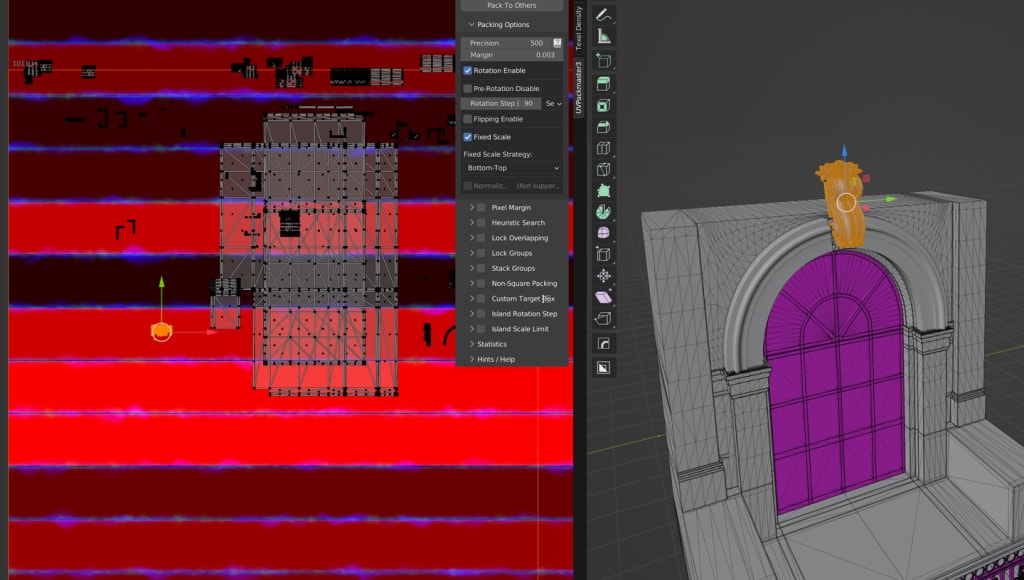 Pack To Others
Packing Options
Precision 500
Margin 0.003
Rotation Enable
Pre-Rotation Disable
Rotation Step ( 90 Se
Flipping Enable
Fixed Scale
Fixed Scale Strategy:
Bottom-Top
Normaliz.. (Not suppor...
Pixel Margin
Heuristic Search
Lock Overlapping
Lock Groups
Stack Groups
Non-Square Packing
Custom Target Box
Island Rotation Step
Island Scale Limit
Statistics
Hints / Help
Texel Density
UVPackmaster3